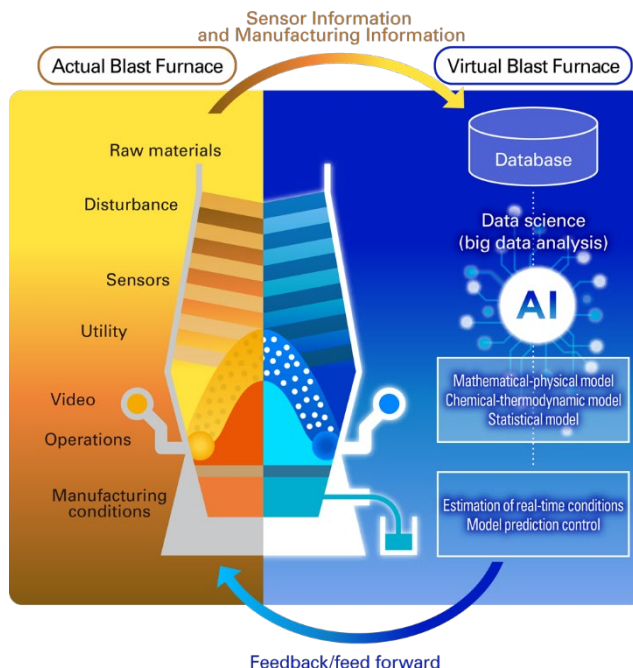 Sensor Information
and Manufacturing Information
Actual Blast Furnace
Virtual Blast Furnace
Raw materials
Disturbance
Sensors
Utility
Video
Operations
Manufacturing
conditions
Database
Data science
(big data analysis)
AI
Mathematical-physical model
Chemical-thermodynamic model
Statistical model
Estimation of real-time conditions
Model prediction control
Feedback/feed forward